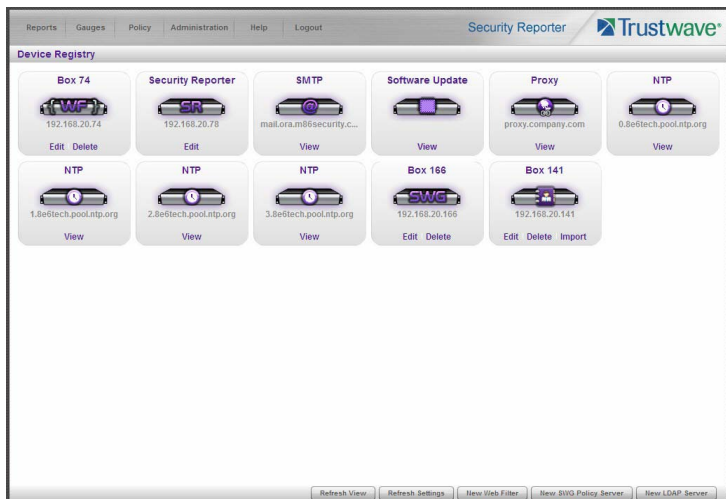 Reports Gauges Policy Administration Help Logout
Security Reporter Trustwave®
Device Registry
Box 74 Security Reporter SMTP Software Update Proxy NTP
WF SR @
192.168.20.74 192.168.20.78 mail.ora.m86security.c... proxy.company.com 0.8e6tech.pool.ntp.org
Edit Delete Edit View View View View
NTP NTP NTP Box 166 Box 141
SWG
1.8e6tech.pool.ntp.org 2.8e6tech.pool.ntp.org 3.8e6tech.pool.ntp.org 192.168.20.166 192.168.20.141
View View View Edit Delete Edit Delete Import
Refresh View Refresh Settings New Web Filter New SWG Policy Server New LDAP Server